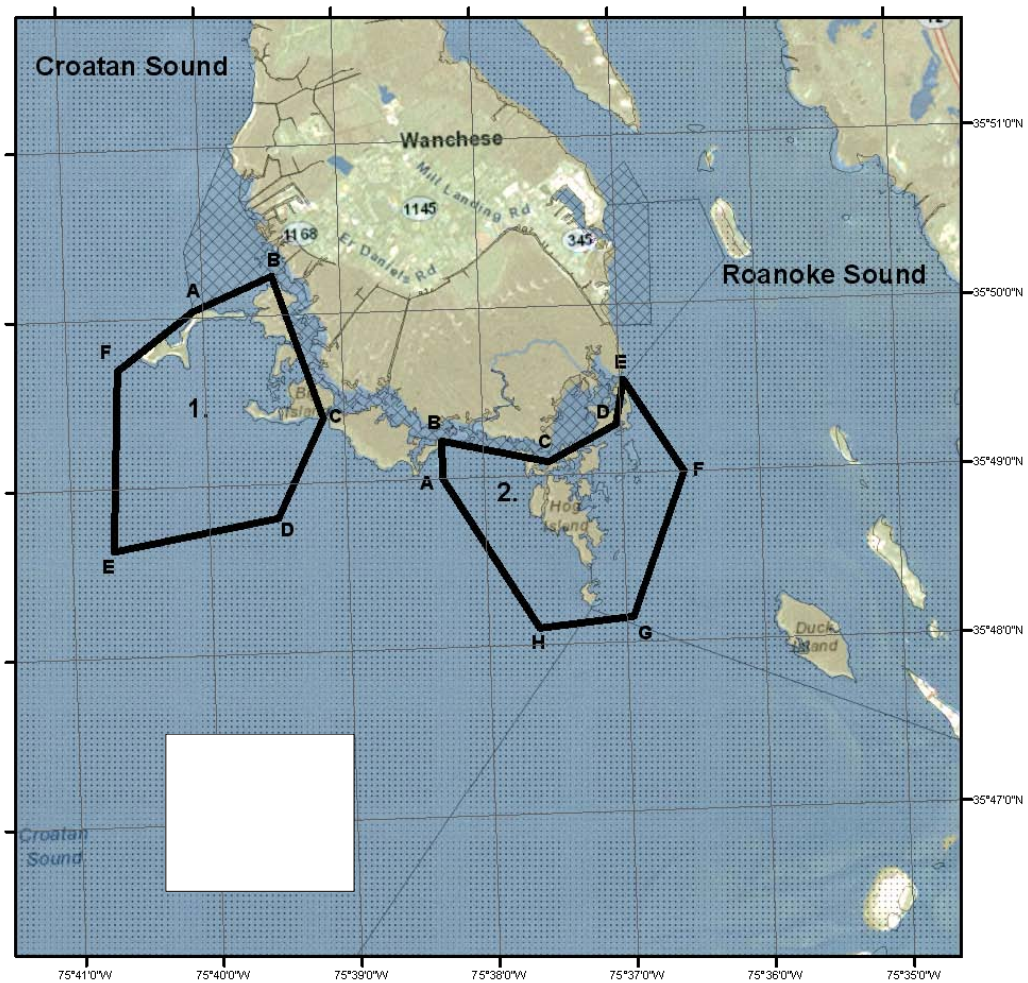 12
Croatan Sound
35°51'0"N
Wanchese
Mill Landing Rd
1145
1168
Er Daniels Rd
345
B
Roanoke Sound
A
35°50'0"N
F
E
1.
Island
C
D
B
C
35°49'0"N
F
A
2.
Hog
Island
D
E
H
G
35°48'0"N
Duck
Island
35°47'0"N
Croatan
Sound
75°41'0"W
75°40'0"W
75°39'0"W
75°38'0"W
75°37'0"W
75°36'0"W
75°35'0"W